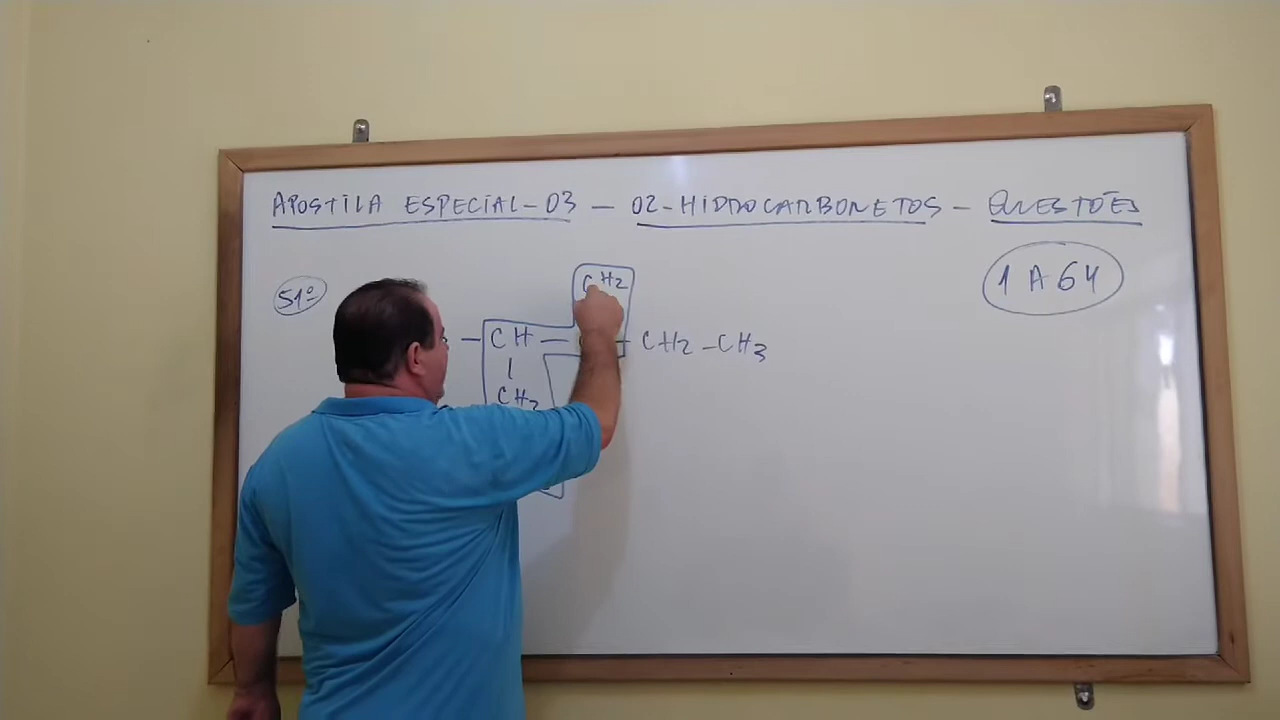 APOSTILA ESPECIAL-03 — 02-HIDROCARBONETOS — QUESTÕES
51º
1 A 64
CH2
— CH — — CH2 — CH3
|
CH2